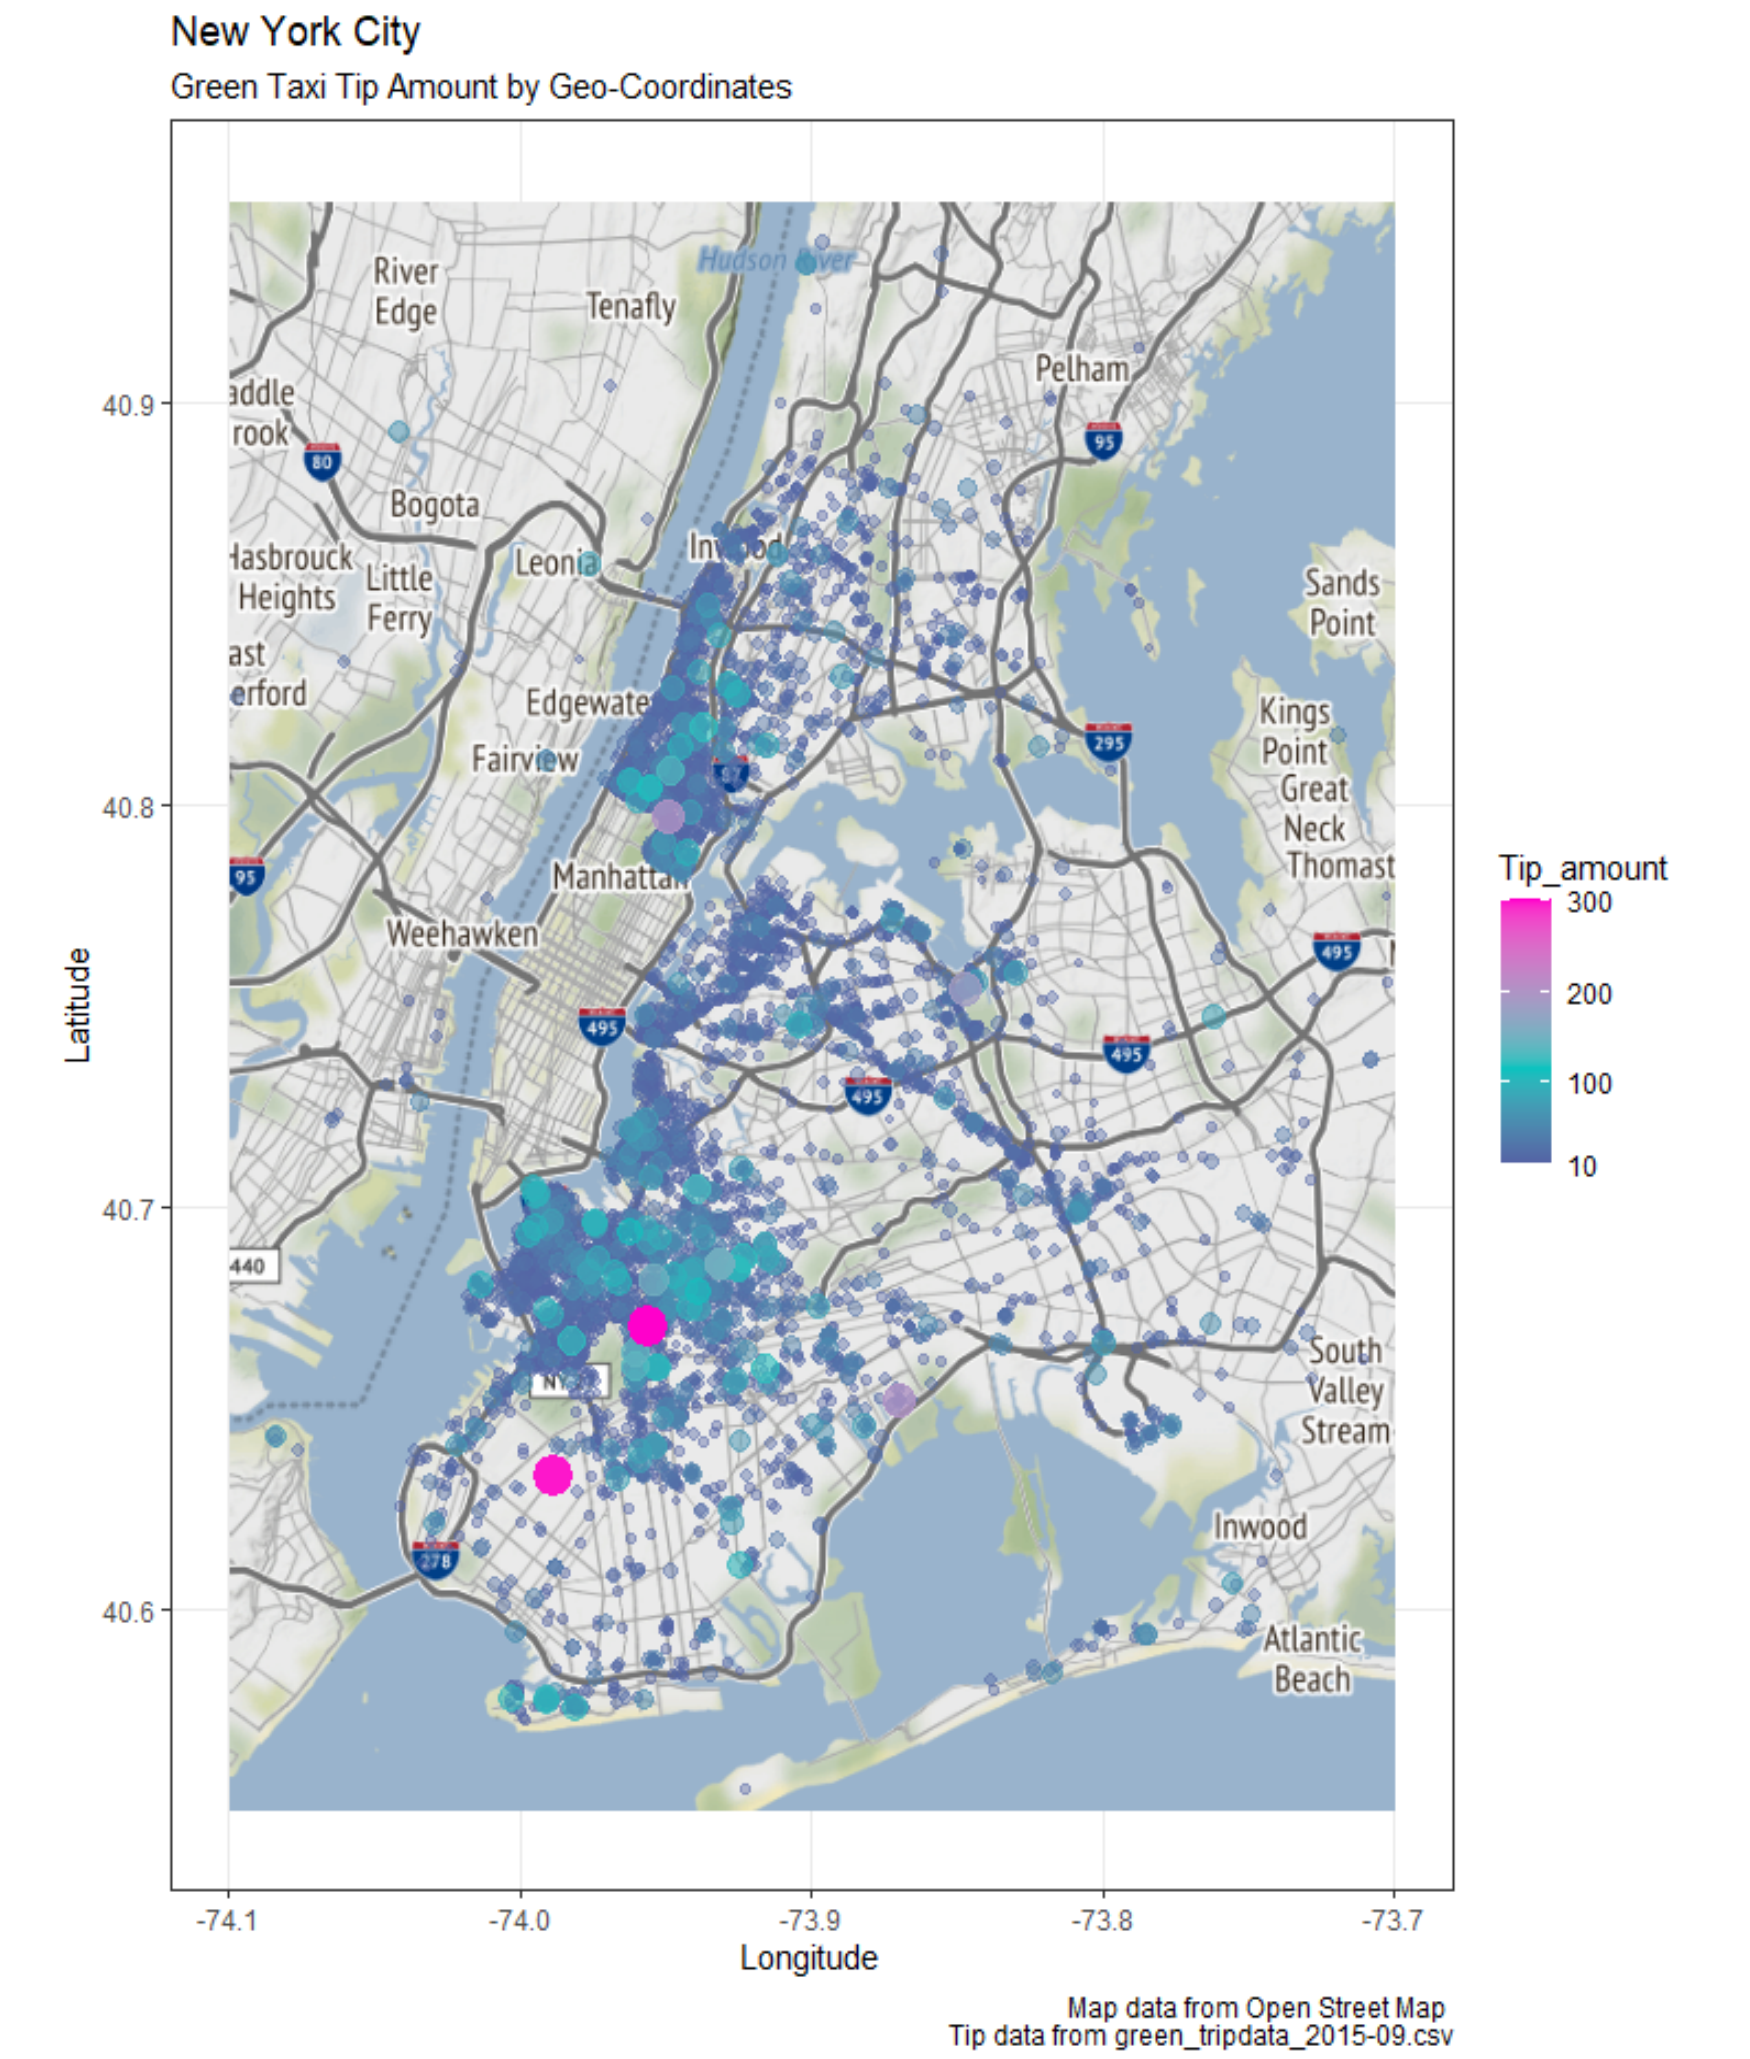 New York City
Green Taxi Tip Amount by Geo-Coordinates
Hudson River
River
Edge
Tenafly
Pelham
40.9
addle
rook
95
80
Bogota
Inwood
Hasbrouck
Heights
Leonia
Little
Ferry
Sands
Point
ast
erford
Edgewate
Kings
Point
295
Fairview
87
Great
Neck
40.8
Thomast
95
Manhattan
Tip_amount
300
Weehawken
495
200
Latitude
495
495
100
495
10
40.7
440
South
Valley
Stream
NY
Inwood
278
40.6
Atlantic
Beach
-74.1
-74.0
-73.9
-73.8
-73.7
Longitude
Map data from Open Street Map
Tip data from green_tripdata_2015-09.csv